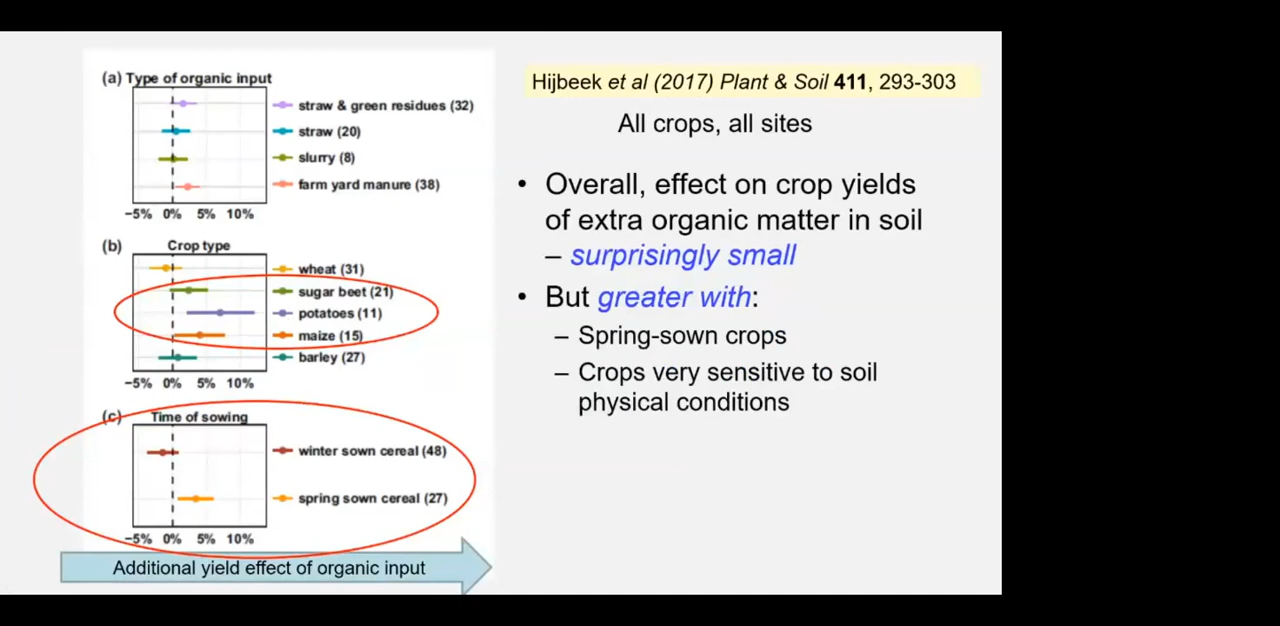 (a) Type of organic input
straw & green residues (32)
straw (20)
slurry (8)
farm yard manure (38)
−5% 0% 5% 10%
(b) Crop type
wheat (31)
sugar beet (21)
potatoes (11)
maize (15)
barley (27)
−5% 0% 5% 10%
(c) Time of sowing
winter sown cereal (48)
spring sown cereal (27)
−5% 0% 5% 10%
Additional yield effect of organic input
Hijbeek et al (2017) Plant & Soil 411, 293-303
All crops, all sites
• Overall, effect on crop yields
of extra organic matter in soil
– surprisingly small
• But greater with:
– Spring-sown crops
– Crops very sensitive to soil
physical conditions